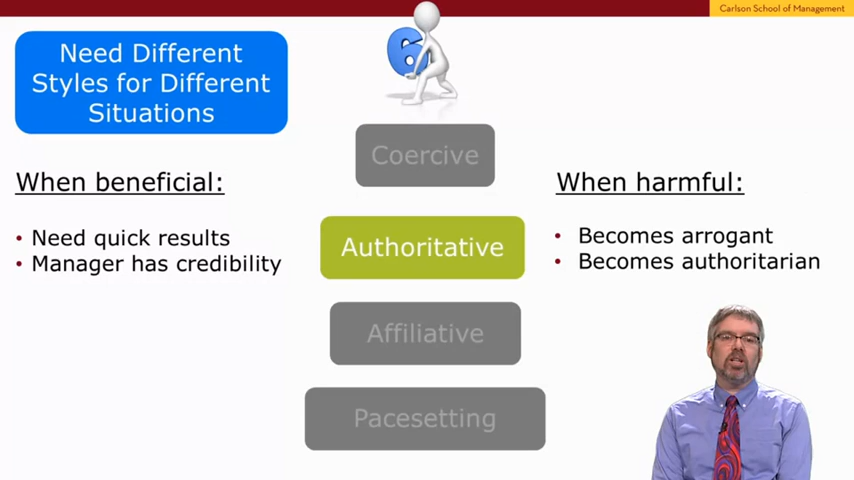 Carlson School of Management
6
Need Different
Styles for Different
Situations
Coercive
When beneficial:
When harmful:
• Need quick results
• Manager has credibility
Authoritative
• Becomes arrogant
• Becomes authoritarian
Affiliative
Pacesetting